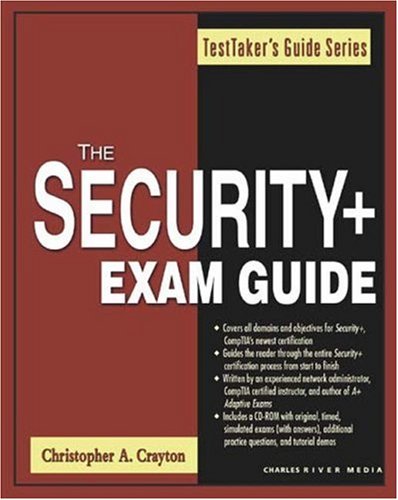 TestTaker's Guide Series
THE
SECURITY+
EXAM GUIDE
• Covers all domains and objectives for Security+,
CompTIA's newest certification
• Guides the reader through the entire Security+
certification process from start to finish
• Written by an experienced network administrator,
CompTIA certified instructor, and author of A+
Adaptive Exams
• Includes a CD-ROM with original, timed,
simulated exams (with answers), additional
practice questions, and tutorial demos
Christopher A. Crayton
CHARLES RIVER MEDIA